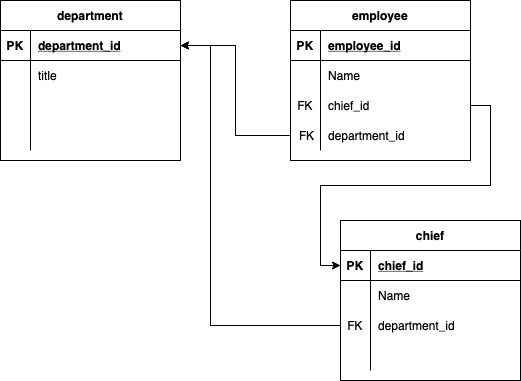 department
PK department_id
title
employee
PK employee_id
Name
FK chief_id
FK department_id
chief
PK chief_id
Name
FK department_id